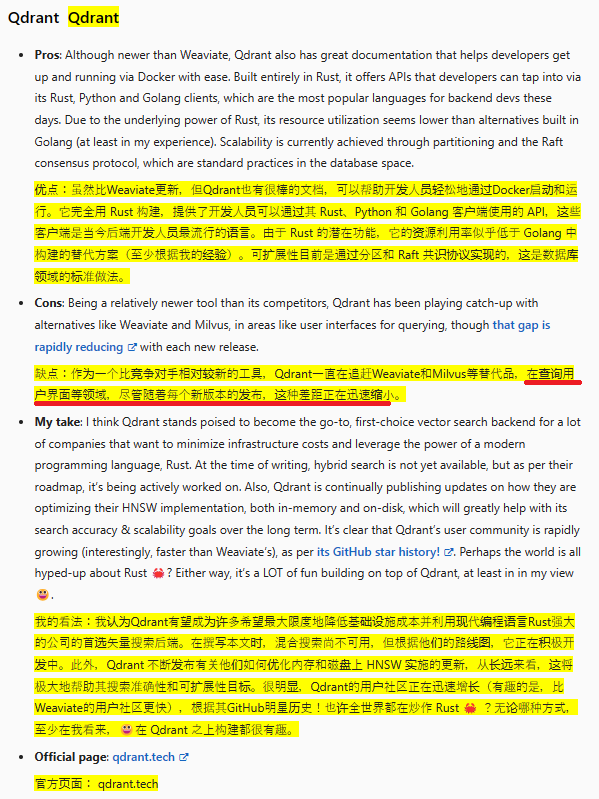 Qdrant Qdrant
Pros: Although newer than Weaviate, Qdrant also has great documentation that helps developers get
up and running via Docker with ease. Built entirely in Rust, it offers APIs that developers can tap into via
its Rust, Python and Golang clients, which are the most popular languages for backend devs these
days. Due to the underlying power of Rust, its resource utilization seems lower than alternatives built in
Golang (at least in my experience). Scalability is currently achieved through partitioning and the Raft
consensus protocol, which are standard practices in the database space.
优点：虽然比Weaviate更新，但Qdrant也有很棒的文档，可以帮助开发人员轻松地通过Docker启动和运
行。它完全用 Rust 构建，提供了开发人员可以通过其 Rust、Python 和 Golang 客户端使用的 API，这些
客户端是当今后端开发人员最流行的语言。由于 Rust 的潜在功能，它的资源利用率似乎低于 Golang 中
构建的替代方案（至少根据我的经验）。可扩展性目前是通过分区和 Raft 共识协议实现的，这是数据库
领域的标准做法。
Cons: Being a relatively newer tool than its competitors, Qdrant has been playing catch-up with
alternatives like Weaviate and Milvus, in areas like user interfaces for querying, though that gap is
rapidly reducing with each new release.
缺点：作为一个比竞争对手相对较新的工具，Qdrant一直在追赶Weaviate和Milvus等替代品，在查询用
户界面等领域，尽管随着每个新版本的发布，这种差距正在迅速缩小。
My take: I think Qdrant stands poised to become the go-to, first-choice vector search backend for a lot
of companies that want to minimize infrastructure costs and leverage the power of a modern
programming language, Rust. At the time of writing, hybrid search is not yet available, but as per their
roadmap, it’s being actively worked on. Also, Qdrant is continually publishing updates on how they are
optimizing their HNSW implementation, both in-memory and on-disk, which will greatly help with its
search accuracy & scalability goals over the long term. It’s clear that Qdrant’s user community is rapidly
growing (interestingly, faster than Weaviate’s), as per its GitHub star history! . Perhaps the world is all
hyped-up about Rust 🦀? Either way, it’s a LOT of fun building on top of Qdrant, at least in in my view
😀.
我的看法：我认为Qdrant有望成为许多希望最大限度地降低基础设施成本并利用现代编程语言Rust强大
的公司的首选矢量搜索后端。在撰写本文时，混合搜索尚不可用，但根据他们的路线图，它正在积极开
发中。此外，Qdrant 不断发布有关他们如何优化内存和磁盘上 HNSW 实施的更新，从长远来看，这将
极大地帮助其搜索准确性和可扩展性目标。很明显，Qdrant的用户社区正在迅速增长（有趣的是，比
Weaviate的用户社区更快），根据其GitHub明星历史！也许全世界都在炒作 Rust 🦀 ？无论哪种方式，
至少在我看来，😀在 Qdrant 之上构建都很有趣。
Official page: qdrant.tech
官方页面： qdrant.tech